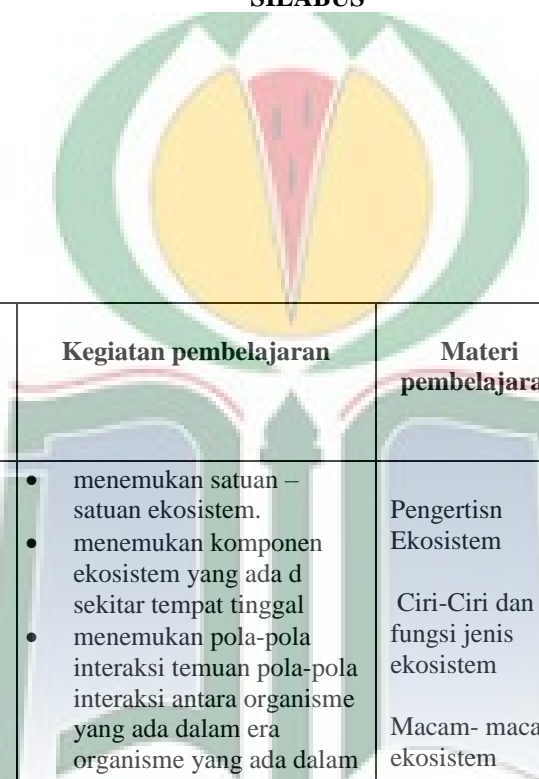 SILABUS
Kegiatan pembelajaran
Materi
pembelajara
• menemukan satuan –
satuan ekosistem.
• menemukan komponen
ekosistem yang ada d
sekitar tempat tinggal
• menemukan pola-pola
interaksi temuan pola-pola
interaksi antara organisme
yang ada dalam era
organisme yang ada dalam
Pengertisn
Ekosistem
Ciri-Ciri dan
fungsi jenis
ekosistem
Macam- maca
ekosistem